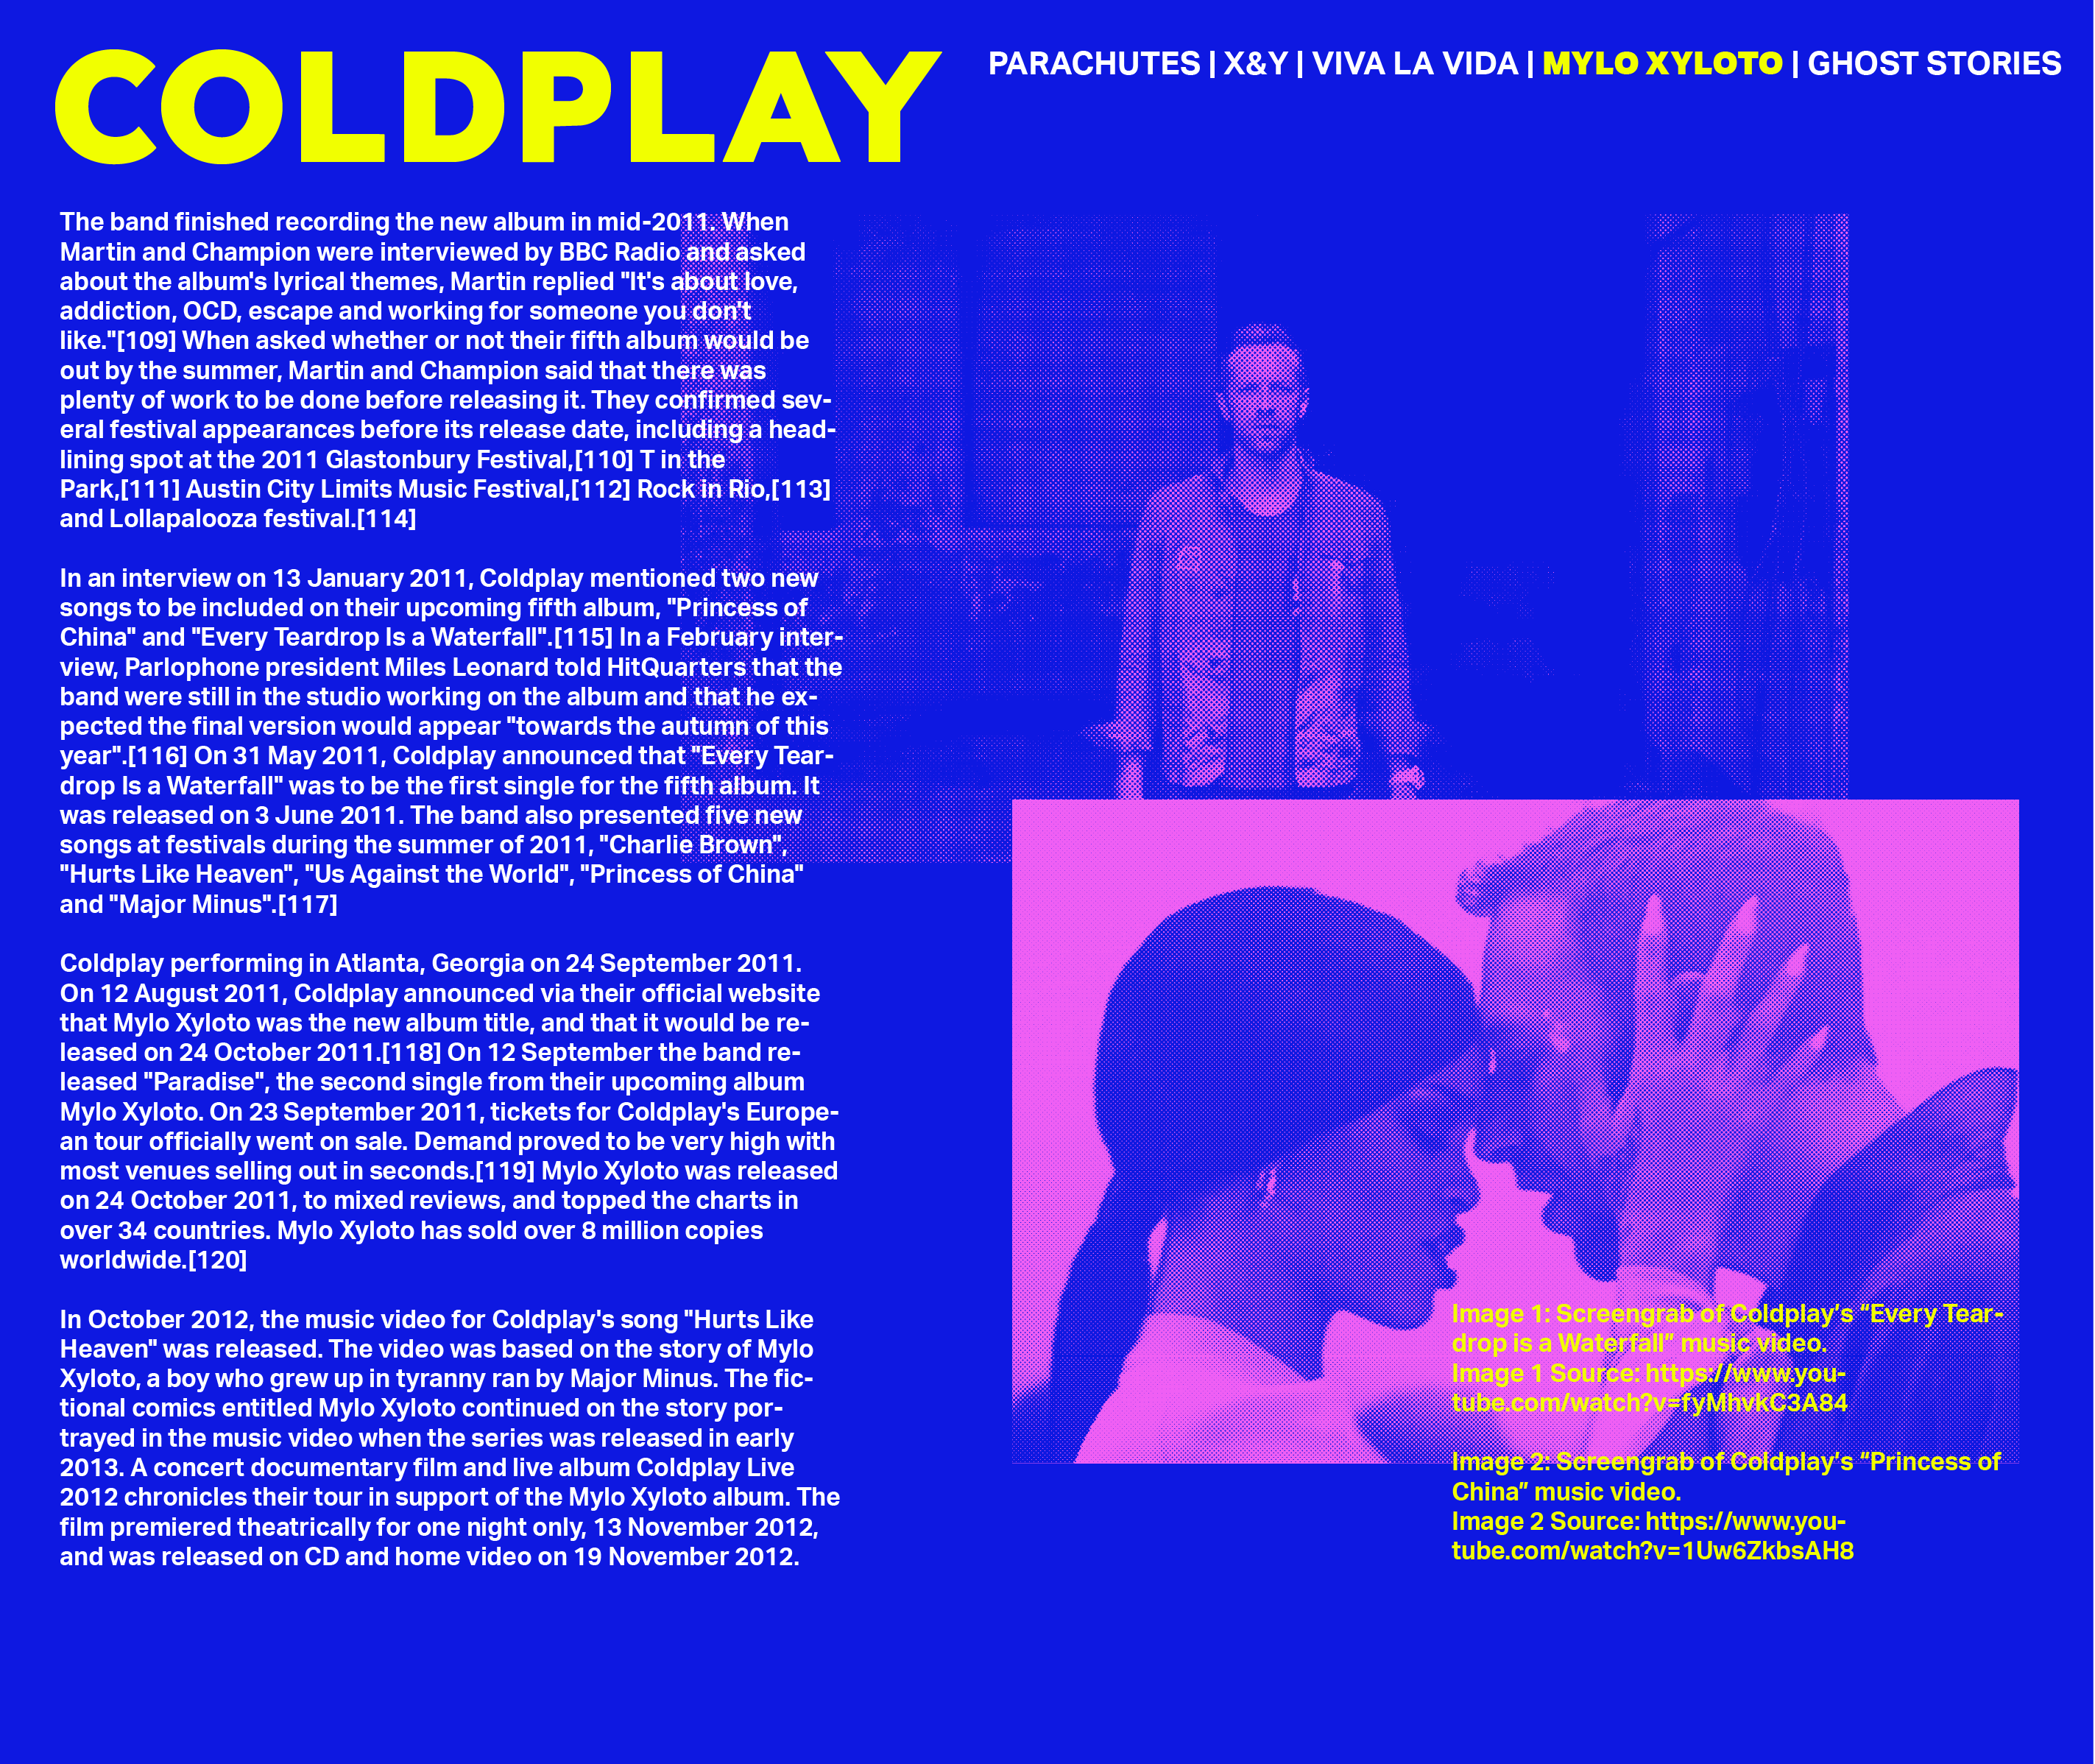 COLDPLAY
PARACHUTES | X&Y | VIVA LA VIDA | MYLO XYLOTO | GHOST STORIES
The band finished recording the new album in mid-2011. When
Martin and Champion were interviewed by BBC Radio and asked
about the album's lyrical themes, Martin replied "It's about love,
addiction, OCD, escape and working for someone you don't
like."[109] When asked whether or not their fifth album would be
out by the summer, Martin and Champion said that there was
plenty of work to be done before releasing it. They confirmed sev-
eral festival appearances before its release date, including a head-
lining spot at the 2011 Glastonbury Festival,[110] T in the
Park,[111] Austin City Limits Music Festival,[112] Rock in Rio,[113]
and Lollapalooza festival.[114]
In an interview on 13 January 2011, Coldplay mentioned two new
songs to be included on their upcoming fifth album, "Princess of
China" and "Every Teardrop Is a Waterfall".[115] In a February inter-
view, Parlophone president Miles Leonard told HitQuarters that the
band were still in the studio working on the album and that he ex-
pected the final version would appear "towards the autumn of this
year".[116] On 31 May 2011, Coldplay announced that "Every Tear-
drop Is a Waterfall" was to be the first single for the fifth album. It
was released on 3 June 2011. The band also presented five new
songs at festivals during the summer of 2011, "Charlie Brown",
"Hurts Like Heaven", "Us Against the World", "Princess of China"
and "Major Minus".[117]
Coldplay performing in Atlanta, Georgia on 24 September 2011.
On 12 August 2011, Coldplay announced via their official website
that Mylo Xyloto was the new album title, and that it would be re-
leased on 24 October 2011.[118] On 12 September the band re-
leased "Paradise", the second single from their upcoming album
Mylo Xyloto. On 23 September 2011, tickets for Coldplay's Europe-
an tour officially went on sale. Demand proved to be very high with
most venues selling out in seconds.[119] Mylo Xyloto was released
on 24 October 2011, to mixed reviews, and topped the charts in
over 34 countries. Mylo Xyloto has sold over 8 million copies
worldwide.[120]
In October 2012, the music video for Coldplay's song "Hurts Like
Heaven" was released. The video was based on the story of Mylo
Xyloto, a boy who grew up in tyranny ran by Major Minus. The fic-
tional comics entitled Mylo Xyloto continued on the story por-
trayed in the music video when the series was released in early
2013. A concert documentary film and live album Coldplay Live
2012 chronicles their tour in support of the Mylo Xyloto album. The
film premiered theatrically for one night only, 13 November 2012,
and was released on CD and home video on 19 November 2012.
Image 1: Screengrab of Coldplay’s “Every Tear-
drop is a Waterfall” music video.
Image 1 Source: https://www.you-
tube.com/watch?v=fyMhvkC3A84
Image 2: Screengrab of Coldplay’s “Princess of
China” music video.
Image 2 Source: https://www.you-
tube.com/watch?v=1Uw6ZkbsAH8